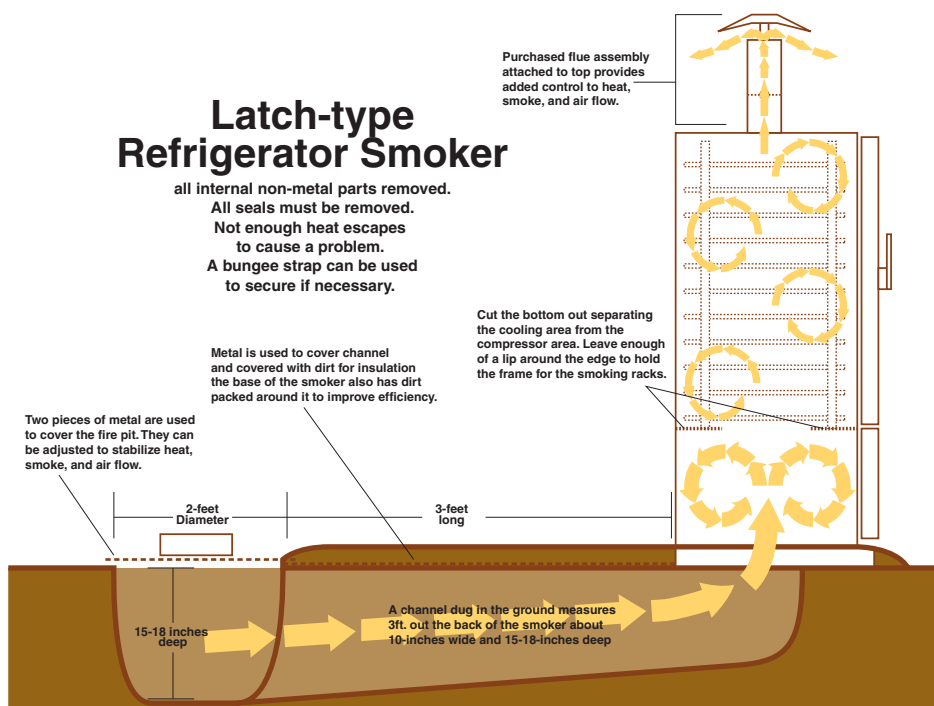 Purchased flue assembly
attached to top provides
added control to heat,
smoke, and air flow.
Latch-type
Refrigerator Smoker
all internal non-metal parts removed.
All seals must be removed.
Not enough heat escapes
to cause a problem.
A bungee strap can be used
to secure if necessary.
Cut the bottom out separating
the cooling area from the
compressor area. Leave enough
of a lip around the edge to hold
the frame for the smoking racks.
Metal is used to cover channel
and covered with dirt for insulation
the base of the smoker also has dirt
packed around it to improve efficiency.
Two pieces of metal are used
to cover the fire pit. They can
be adjusted to stabilize heat,
smoke, and air flow.
2-feet
Diameter
3-feet
long
15-18 inches
deep
A channel dug in the ground measures
3ft. out the back of the smoker about
10-inches wide and 15-18-inches deep